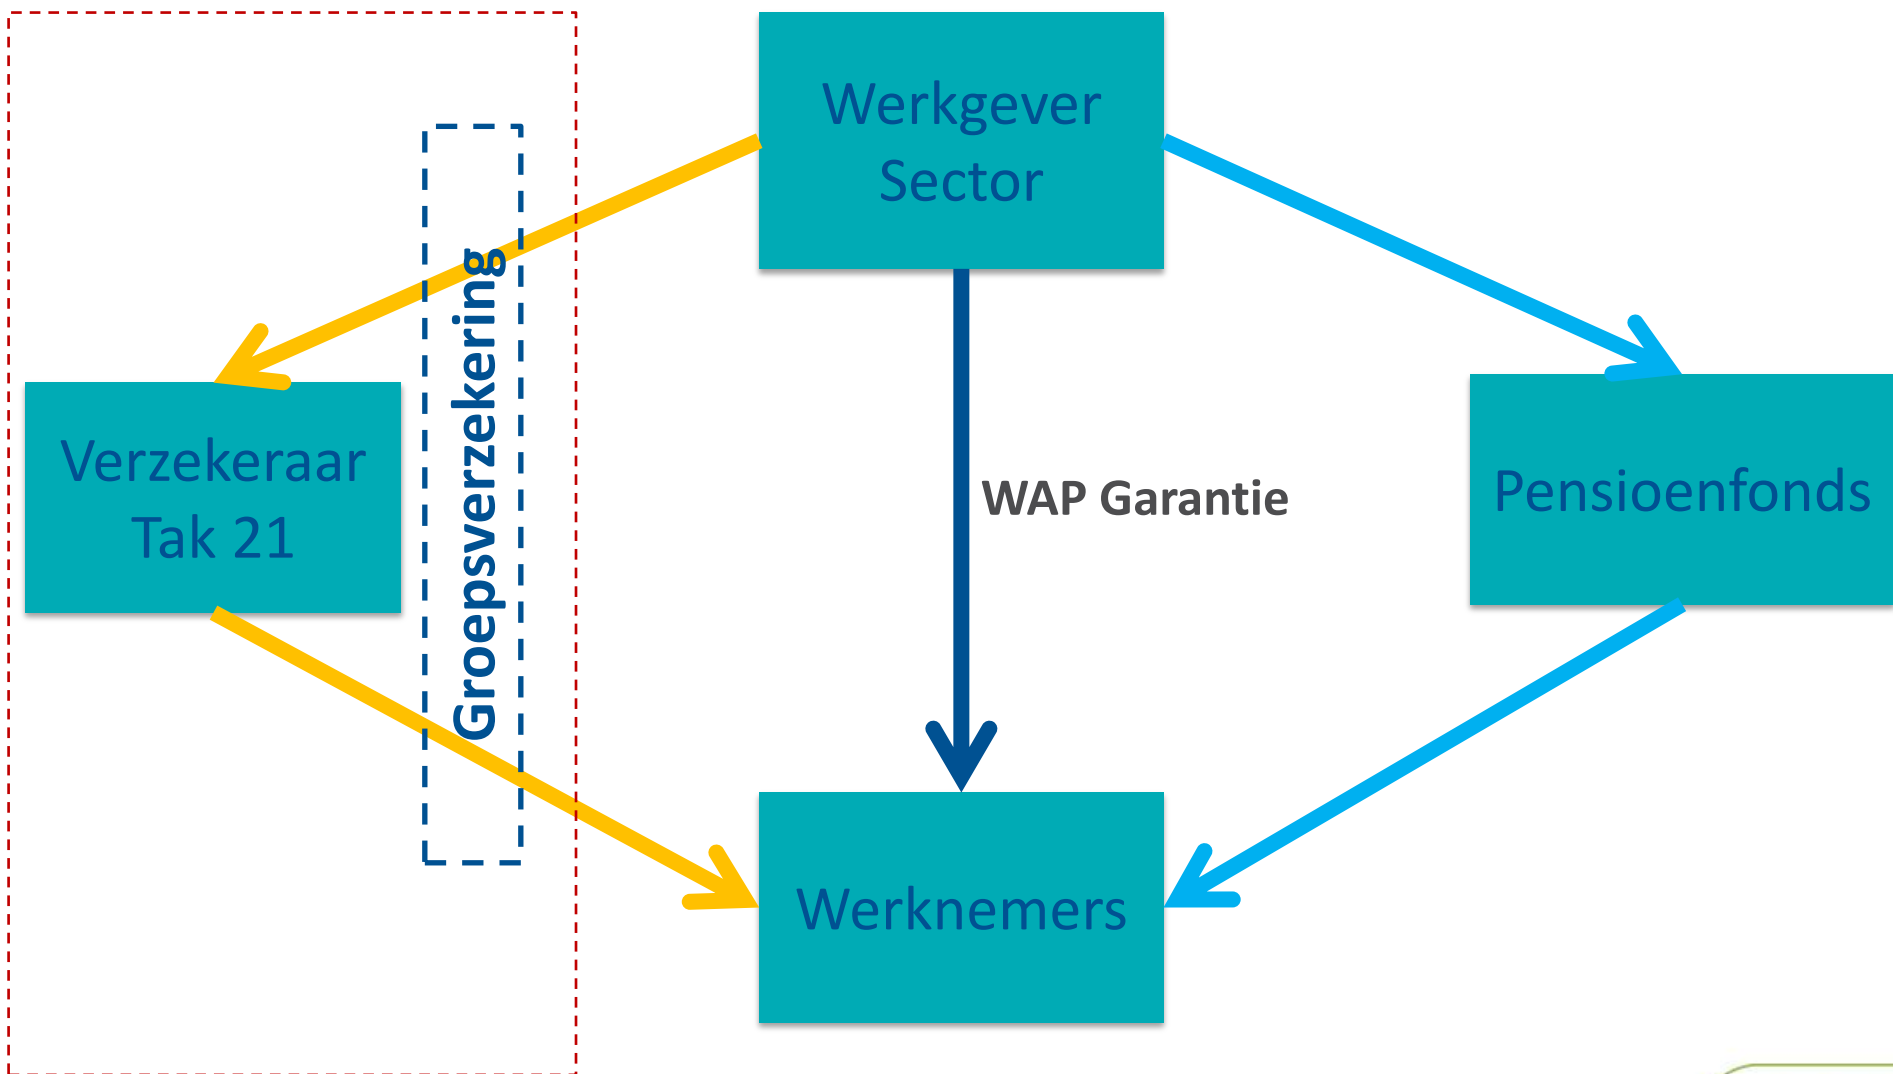 Werkgever
Sector
Groepsverzekering
Verzekeraar
Tak 21
WAP Garantie
Pensioenfonds
Werknemers